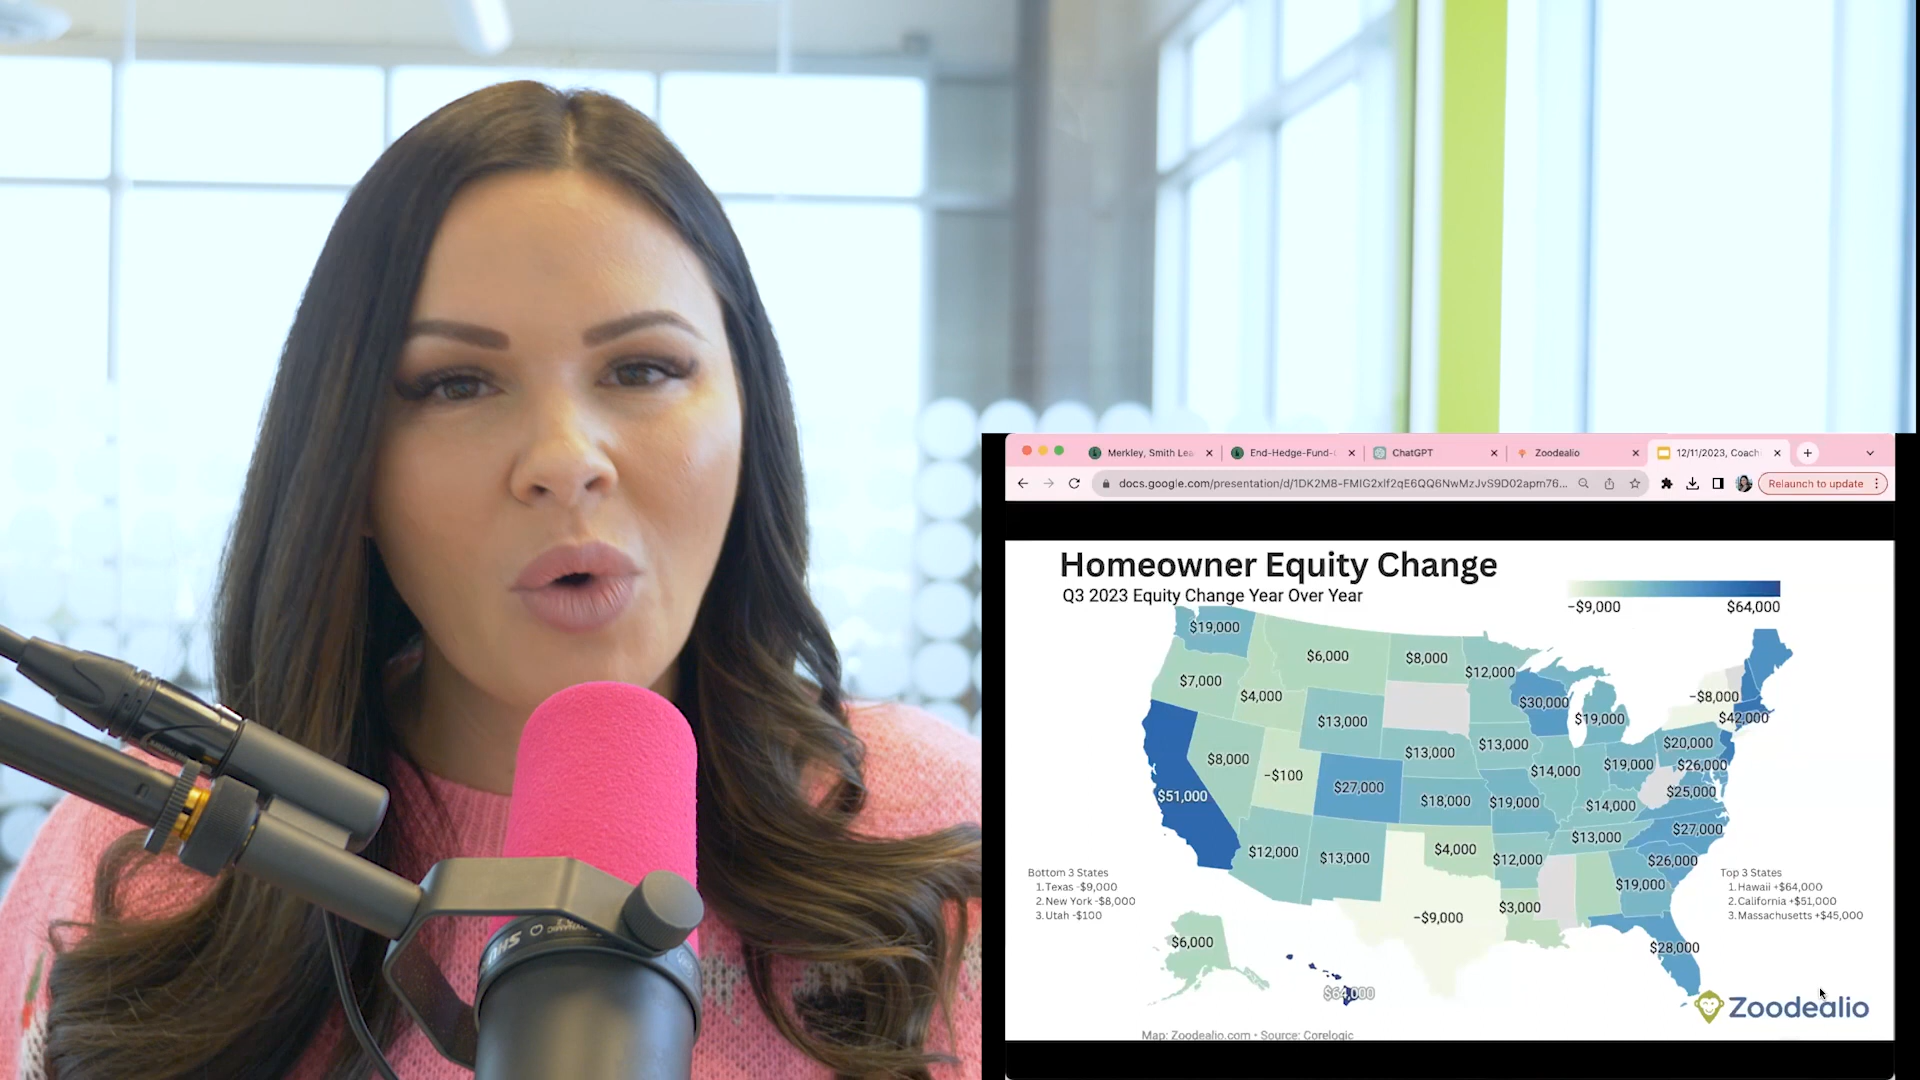 SHU
Merkley, Smith Lea
End-Hedge-Fund-
ChatGPT
Zoodealio
12/11/2023, Coach
docs.google.com/presentation/d/1DK2M8-FMIG2xlf2qE6QQ6NwMzJvS9D02apm76...
Relaunch to update
Homeowner Equity Change
Q3 2023 Equity Change Year Over Year
−$9,000
$64,000
$19,000
$6,000
$8,000
$12,000
$7,000
$4,000
−$8,000
$30,000
$19,000
$42,000
$13,000
$8,000
−$100
$13,000
$13,000
$20,000
$14,000
$19,000
$26,000
$51,000
$27,000
$18,000
$19,000
$14,000
$25,000
$12,000
$13,000
$4,000
$12,000
$13,000
$27,000
$26,000
$19,000
−$9,000
$3,000
$28,000
$6,000
$64,000
Bottom 3 States
1. Texas -$9,000
2. New York -$8,000
3. Utah -$100
Top 3 States
1. Hawaii +$64,000
2. California +$51,000
3. Massachusetts +$45,000
Zoodealio
Map: Zoodealio.com • Source: Corelogic